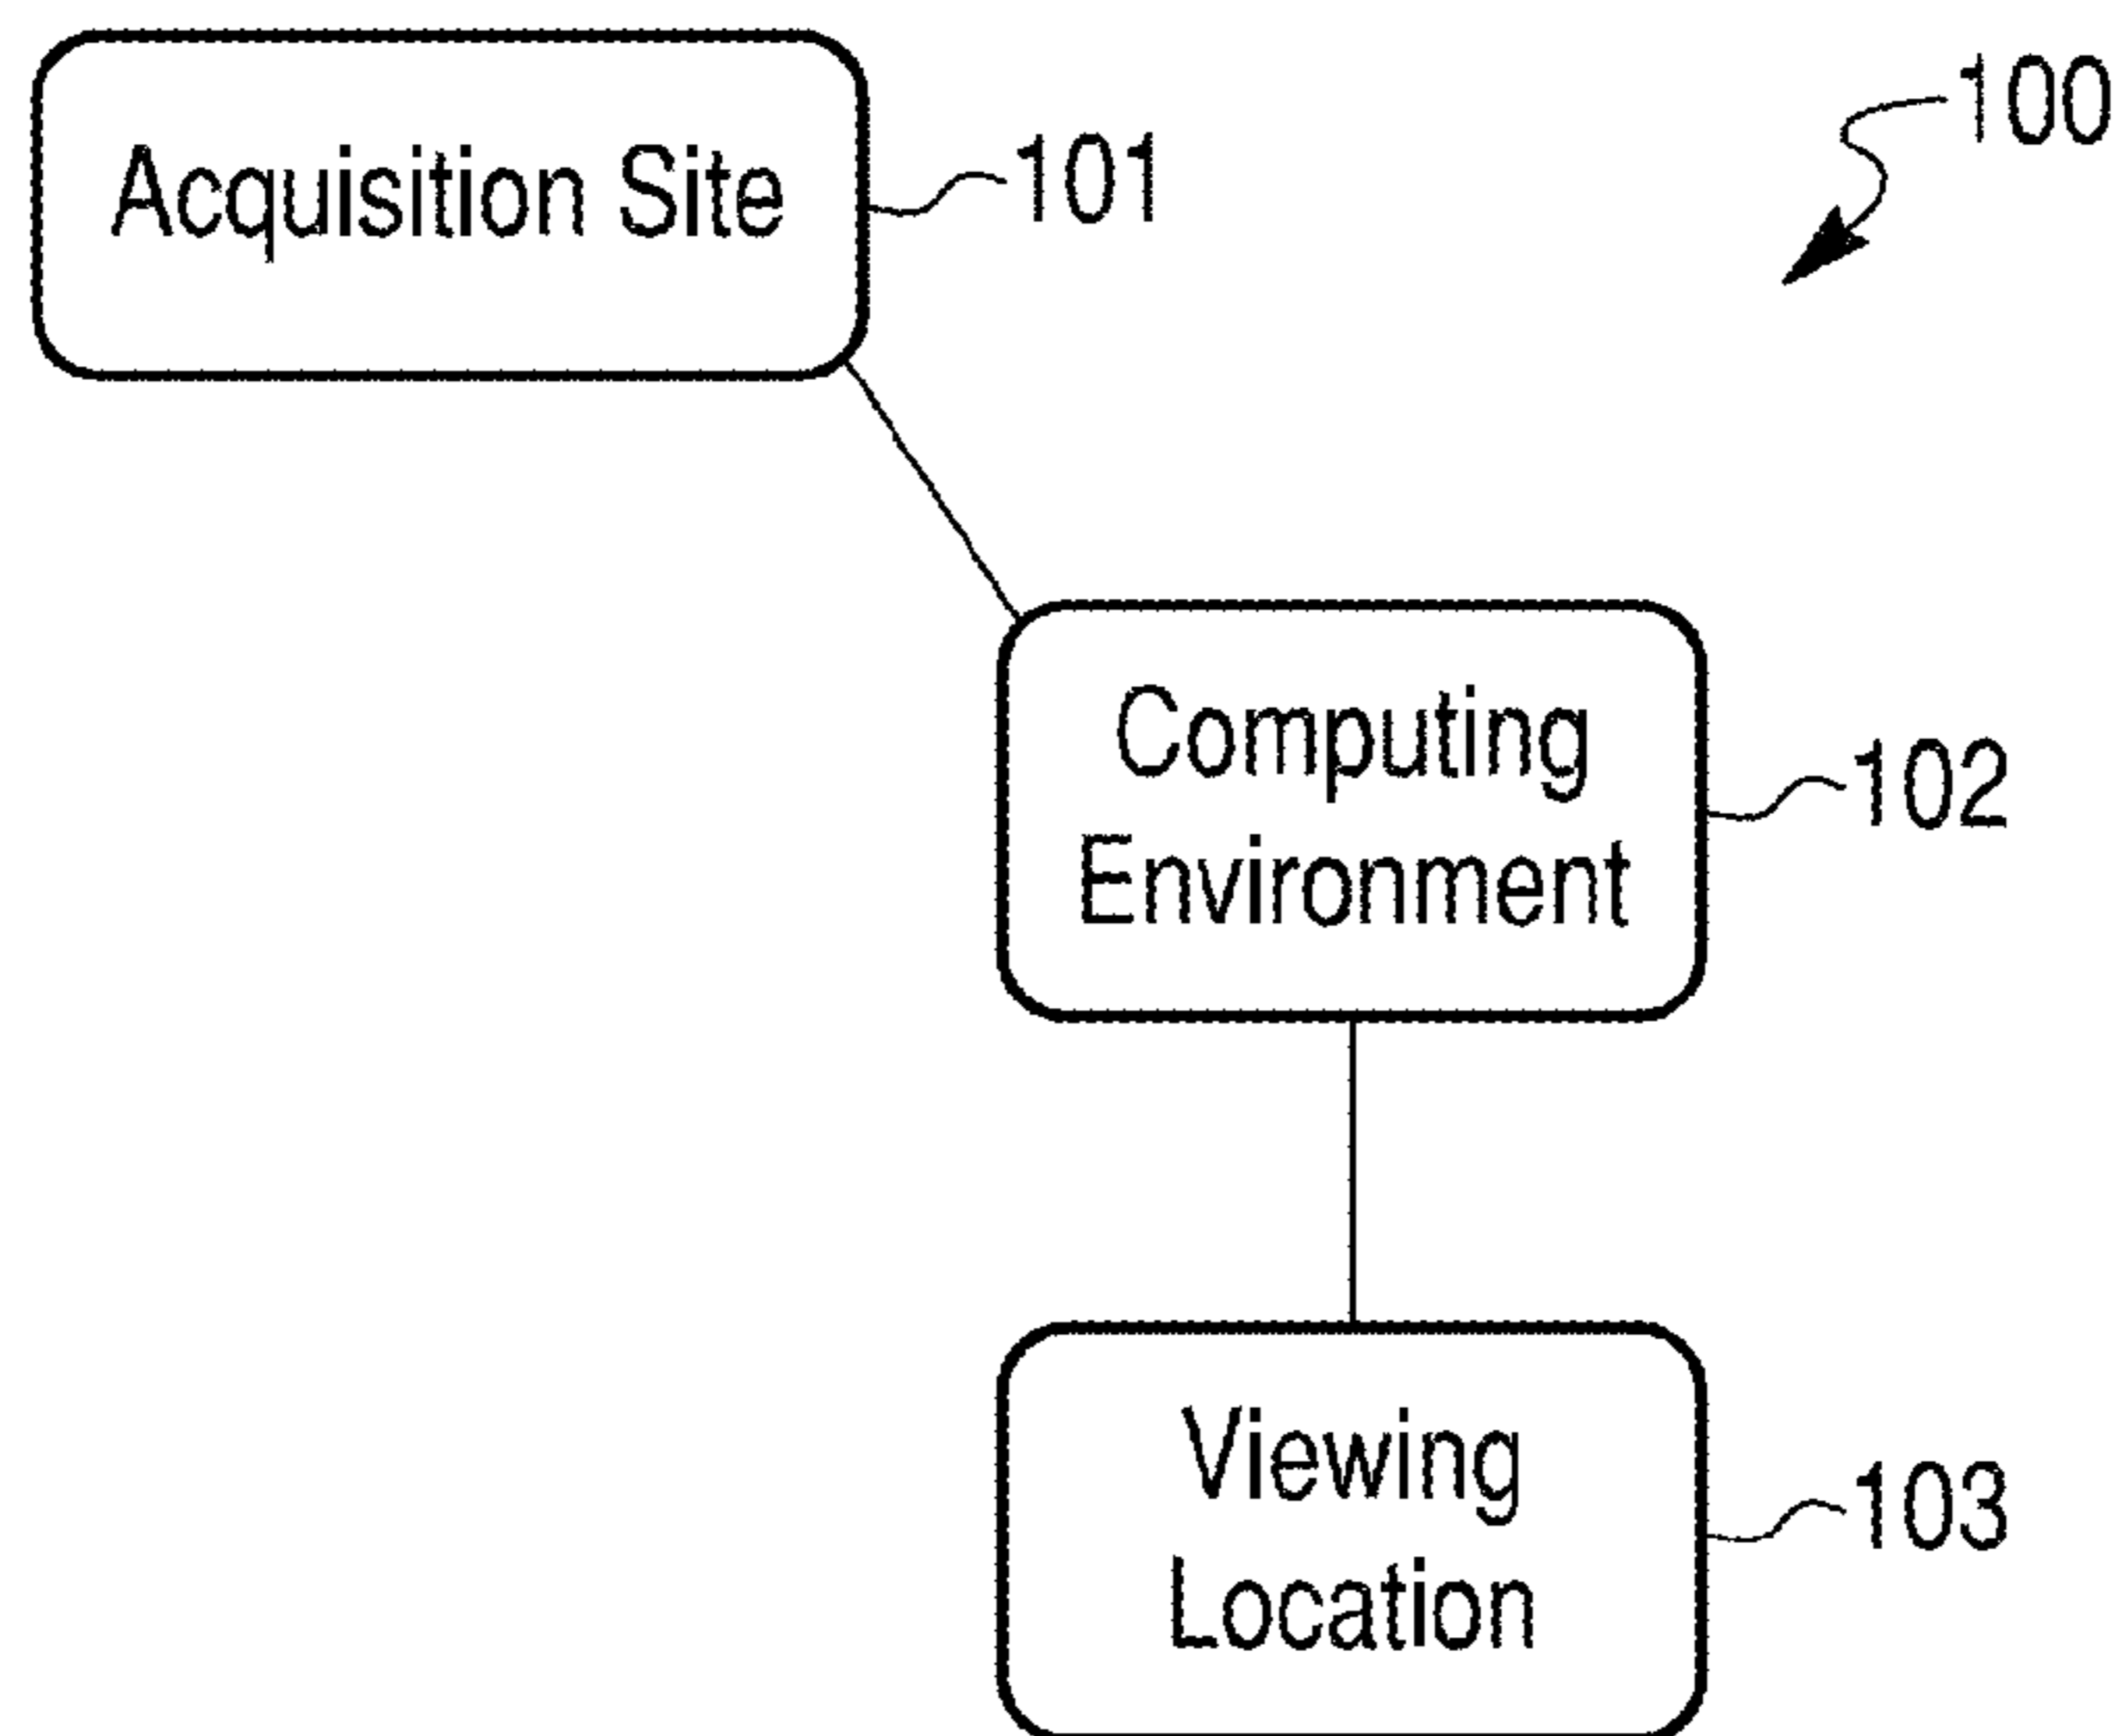 100
Acquisition Site
101
Computing
Environment
102
Viewing
Location
103